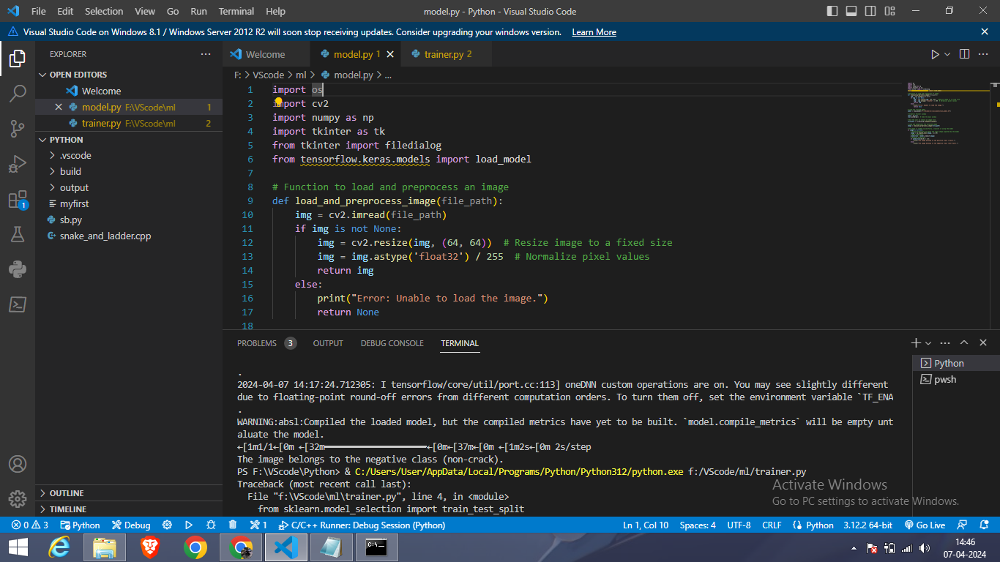 File Edit Selection View Go Run Terminal Help
model.py - Python - Visual Studio Code
Visual Studio Code on Windows 8.1 / Windows Server 2012 R2 will soon stop receiving updates. Consider upgrading your windows version. Learn More
EXPLORER
OPEN EDITORS
Welcome
model.py F:\VScode\ml 1
trainer.py F:\VScode\ml 2
PYTHON
.vscode
build
output
myfirst
sb.py
snake_and_ladder.cpp
OUTLINE
TIMELINE
1
Welcome model.py 1 trainer.py 2
F: > VScode > ml > model.py > ...
1 import os
2 import cv2
3 import numpy as np
4 import tkinter as tk
5 from tkinter import filedialog
6 from tensorflow.keras.models import load_model
7
8 # Function to load and preprocess an image
9 def load_and_preprocess_image(file_path):
10 img = cv2.imread(file_path)
11 if img is not None:
12 img = cv2.resize(img, (64, 64)) # Resize image to a fixed size
13 img = img.astype('float32') / 255 # Normalize pixel values
14 return img
15 else:
16 print("Error: Unable to load the image.")
17 return None
18
PROBLEMS 3 OUTPUT DEBUG CONSOLE TERMINAL
Python
pwsh
.
2024-04-07 14:17:24.712305: I tensorflow/core/util/port.cc:113] oneDNN custom operations are on. You may see slightly different
due to floating-point round-off errors from different computation orders. To turn them off, set the environment variable `TF_ENA
.
WARNING:absl:Compiled the loaded model, but the compiled metrics have yet to be built. `model.compile_metrics` will be empty unt
aluate the model.
←[1m1/1←[0m ←[32m━━━━━━━━━━━━━━━━━━━━←[0m←[37m←[0m ←[1m2s←[0m 2s/step
The image belongs to the negative class (non-crack).
PS F:\VScode\Python> & C:/Users/User/AppData/Local/Programs/Python/Python312/python.exe f:/VScode/ml/trainer.py
Traceback (most recent call last):
File "f:\VScode\ml\trainer.py", line 4, in <module>
from sklearn.model_selection import train_test_split
Activate Windows
Go to PC settings to activate Windows.
0 3 Python Debug 1 C/C++ Runner: Debug Session (Python) Ln 1, Col 10 Spaces: 4 UTF-8 CRLF Python 3.12.2 64-bit Go Live
14:46
07-04-2024